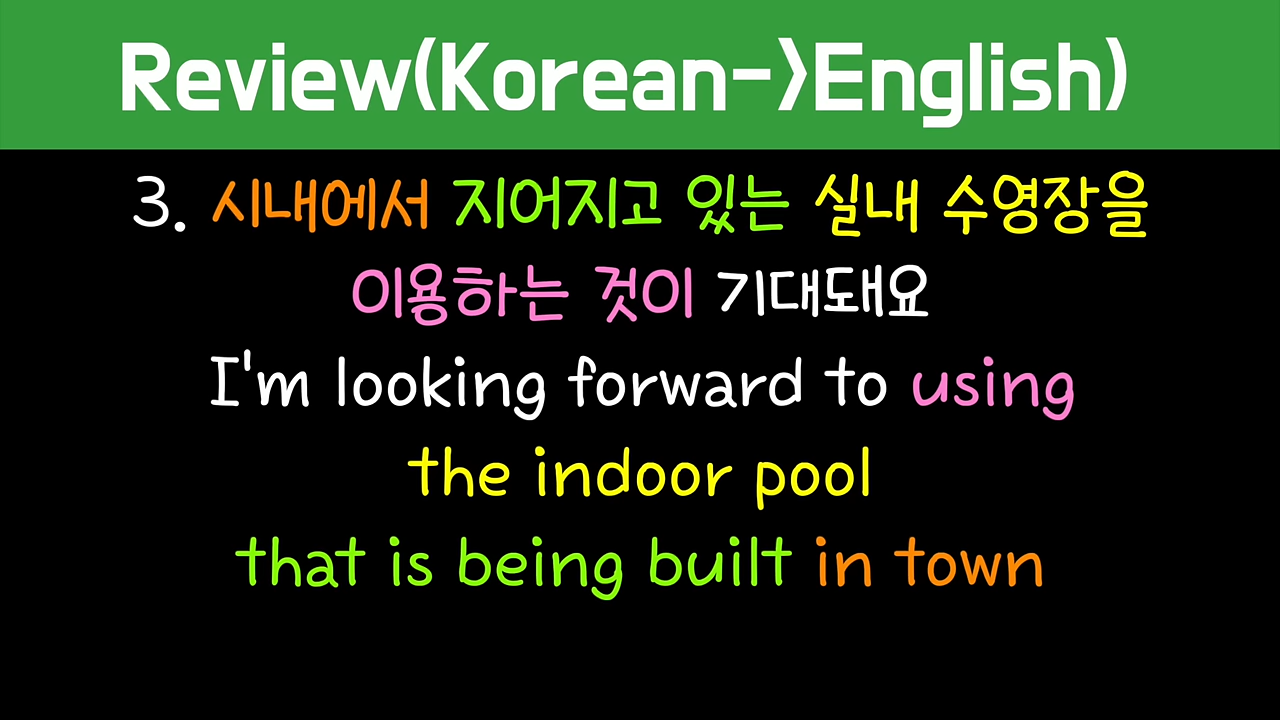 Review(Korean->English)
3. 시내에서 지어지고 있는 실내 수영장을
이용하는 것이 기대돼요
I'm looking forward to using
the indoor pool
that is being built in town